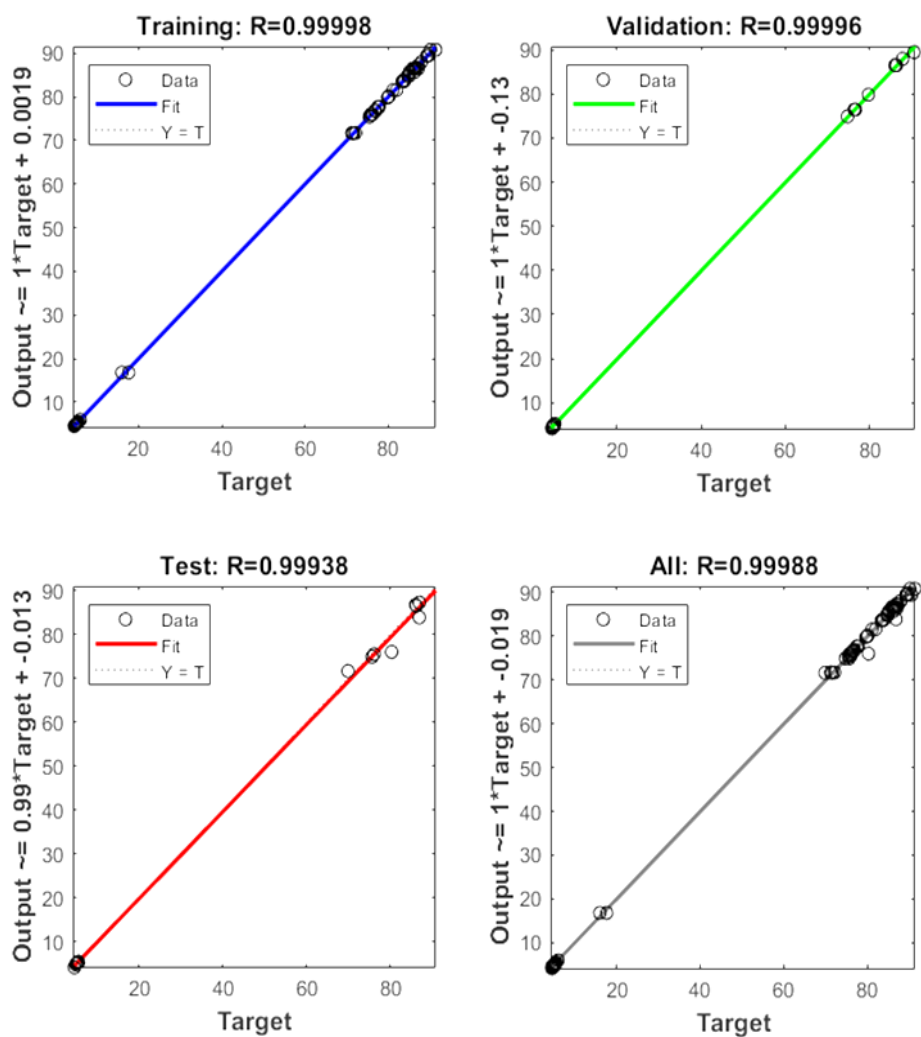 Training: R=0.99998
Output ~= 1*Target + 0.0019
90
80
70
60
50
40
30
20
10
Data
Fit
Y = T
20 40 60 80
Target
Validation: R=0.99996
Output ~= 1*Target + -0.13
90
80
70
60
50
40
30
20
10
Data
Fit
Y = T
20 40 60 80
Target
Test: R=0.99938
Output ~= 0.99*Target + -0.013
90
80
70
60
50
40
30
20
10
Data
Fit
Y = T
20 40 60 80
Target
All: R=0.99988
Output ~= 1*Target + -0.019
90
80
70
60
50
40
30
20
10
Data
Fit
Y = T
20 40 60 80
Target